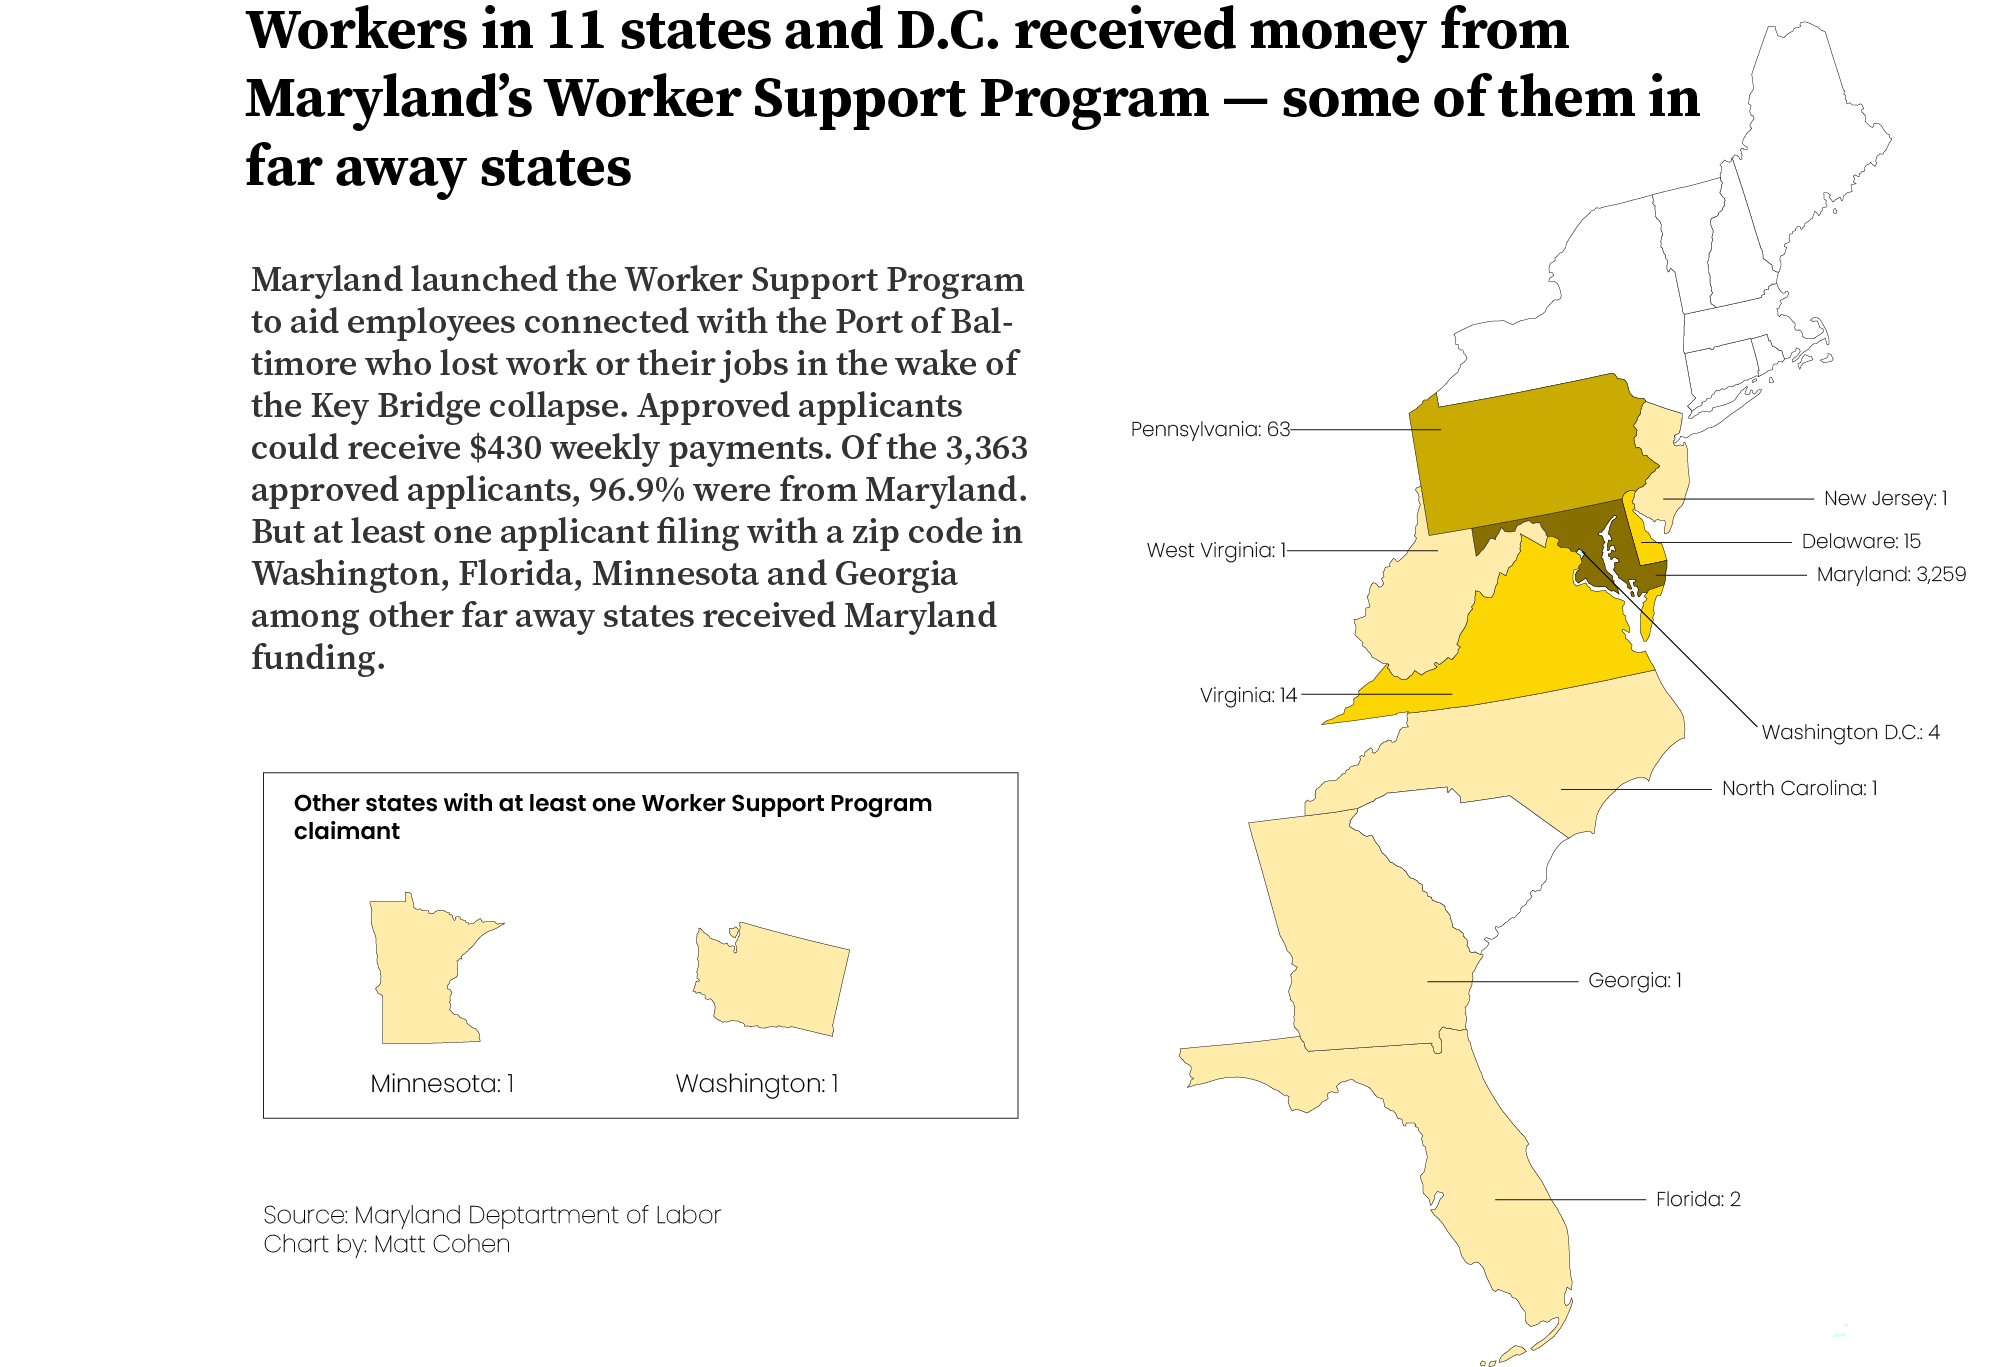 Workers in 11 states and D.C. received money from
Maryland’s Worker Support Program — some of them in
far away states
Maryland launched the Worker Support Program
to aid employees connected with the Port of Bal-
timore who lost work or their jobs in the wake of
the Key Bridge collapse. Approved applicants
could receive $430 weekly payments. Of the 3,363
approved applicants, 96.9% were from Maryland.
But at least one applicant filing with a zip code in
Washington, Florida, Minnesota and Georgia
among other far away states received Maryland
funding.
Pennsylvania: 63
New Jersey: 1
West Virginia: 1
Delaware: 15
Maryland: 3,259
Virginia: 14
Washington D.C.: 4
North Carolina: 1
Georgia: 1
Florida: 2
Other states with at least one Worker Support Program
claimant
Minnesota: 1
Washington: 1
Source: Maryland Deptartment of Labor
Chart by: Matt Cohen